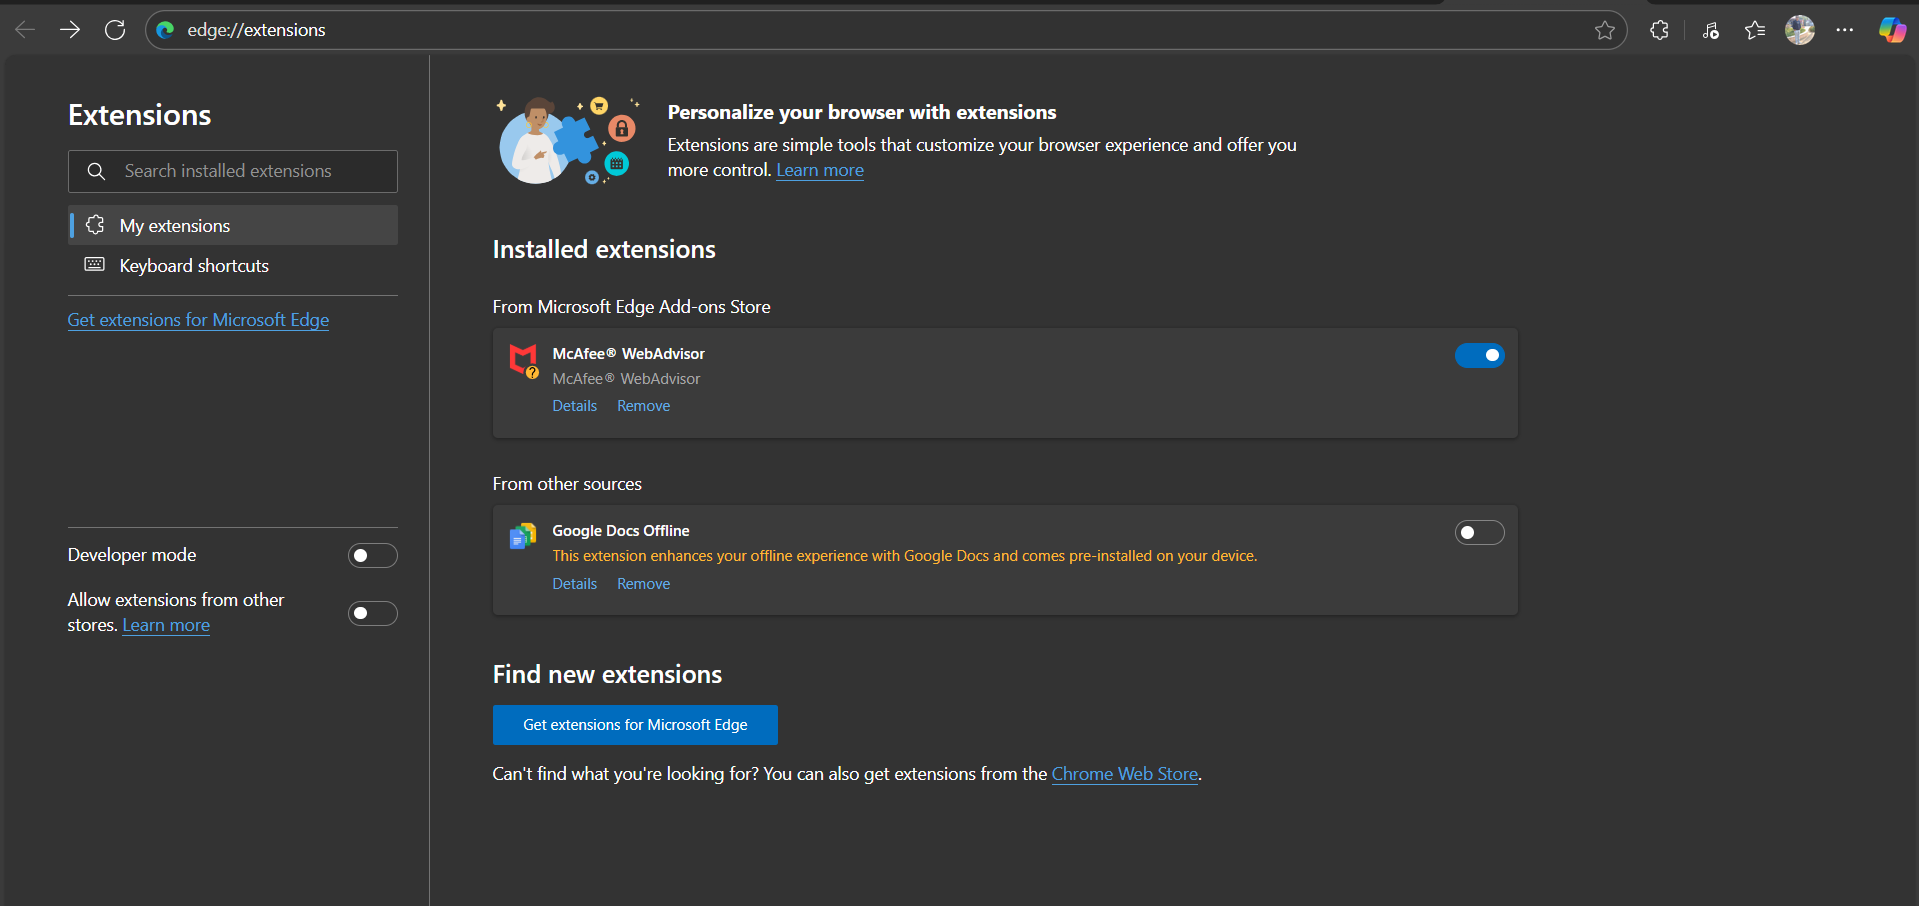 edge://extensions
Extensions
Search installed extensions
My extensions
Keyboard shortcuts
Get extensions for Microsoft Edge
Developer mode
Allow extensions from other
stores. Learn more
Personalize your browser with extensions
Extensions are simple tools that customize your browser experience and offer you
more control. Learn more
Installed extensions
From Microsoft Edge Add-ons Store
McAfee® WebAdvisor
McAfee® WebAdvisor
Details Remove
From other sources
Google Docs Offline
This extension enhances your offline experience with Google Docs and comes pre-installed on your device.
Details Remove
Find new extensions
Get extensions for Microsoft Edge
Can't find what you're looking for? You can also get extensions from the Chrome Web Store.